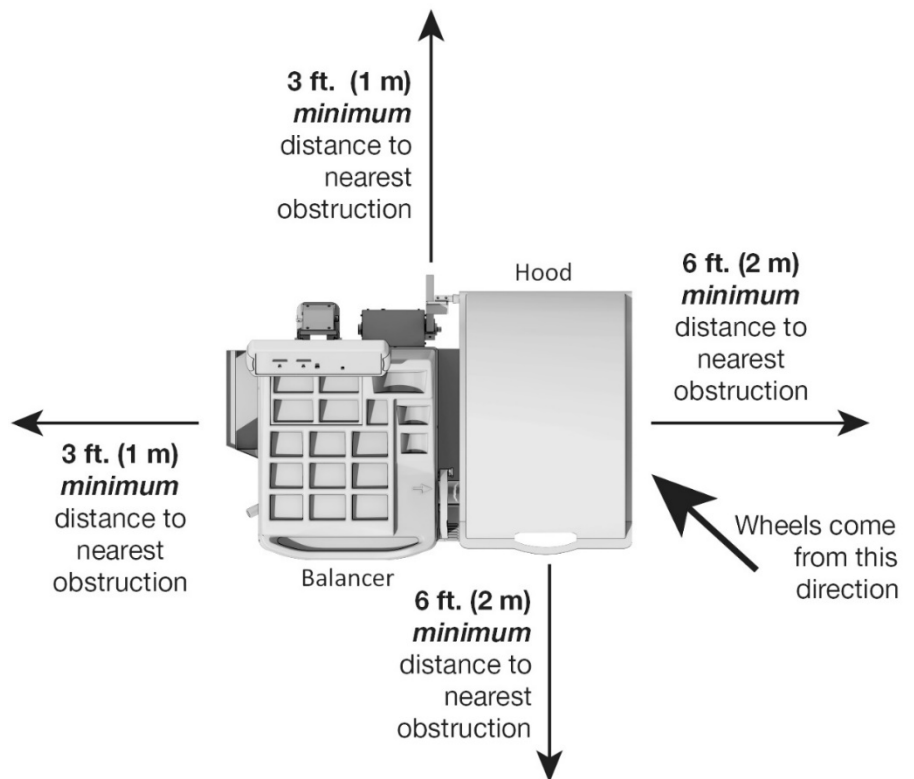 3 ft. (1 m)
minimum
distance to
nearest
obstruction
Hood
6 ft. (2 m)
minimum
distance to
nearest
obstruction
3 ft. (1 m)
minimum
distance to
nearest
obstruction
Balancer
Wheels come
from this
direction
6 ft. (2 m)
minimum
distance to
nearest
obstruction